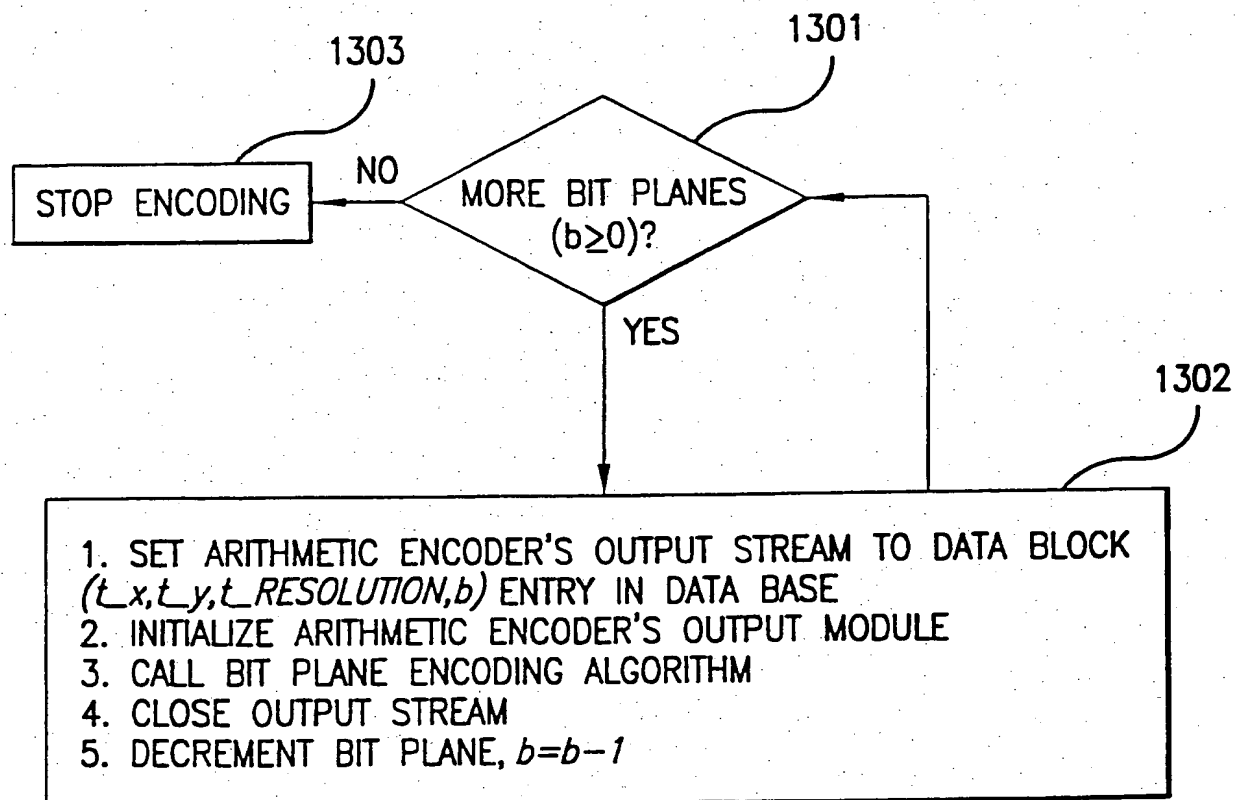 1303
1301
NO
STOP ENCODING
MORE BIT PLANES
(b≥0)?
YES
1302
1. SET ARITHMETIC ENCODER'S OUTPUT STREAM TO DATA BLOCK
(t_x,t_y,t_RESOLUTION,b) ENTRY IN DATA BASE
2. INITIALIZE ARITHMETIC ENCODER'S OUTPUT MODULE
3. CALL BIT PLANE ENCODING ALGORITHM
4. CLOSE OUTPUT STREAM
5. DECREMENT BIT PLANE, b=b-1